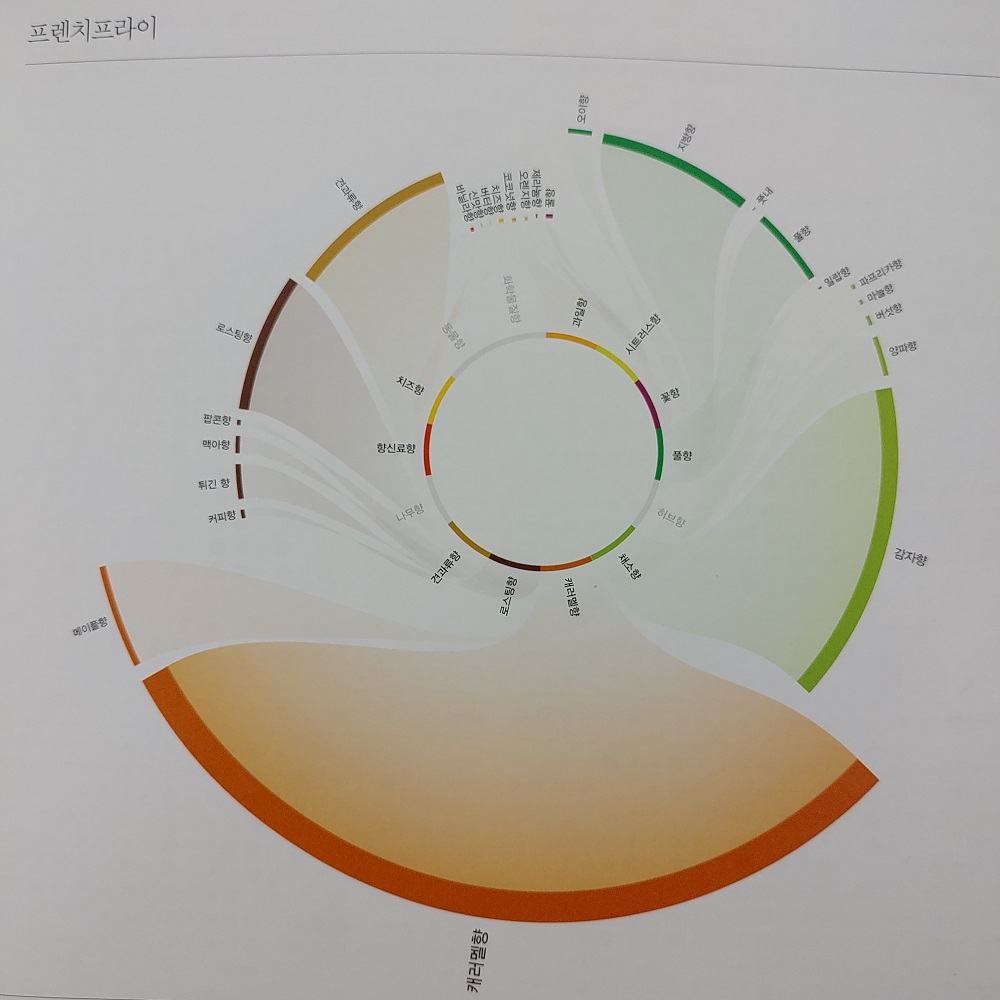 프렌치프라이
오이향
지방향
풋내
풀향
밀랍향
파프리카향
마늘향
버섯향
양파향
감자향
캐러멜향
메이플향
커피향
튀긴 향
맥아향
팝콘향
로스팅향
견과류향
바닐라향
신맛향
버터향
치즈향
코코넛향
오렌지향
제라늄향
화학물질향
과일향
시트러스향
꽃향
풀향
허브향
채소향
캐러멜향
로스팅향
견과류향
나무향
향신료향
치즈향
동물향